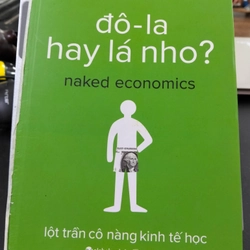 đô-la
hay lá nho?
naked economics
lột trần cô nàng kinh tế học